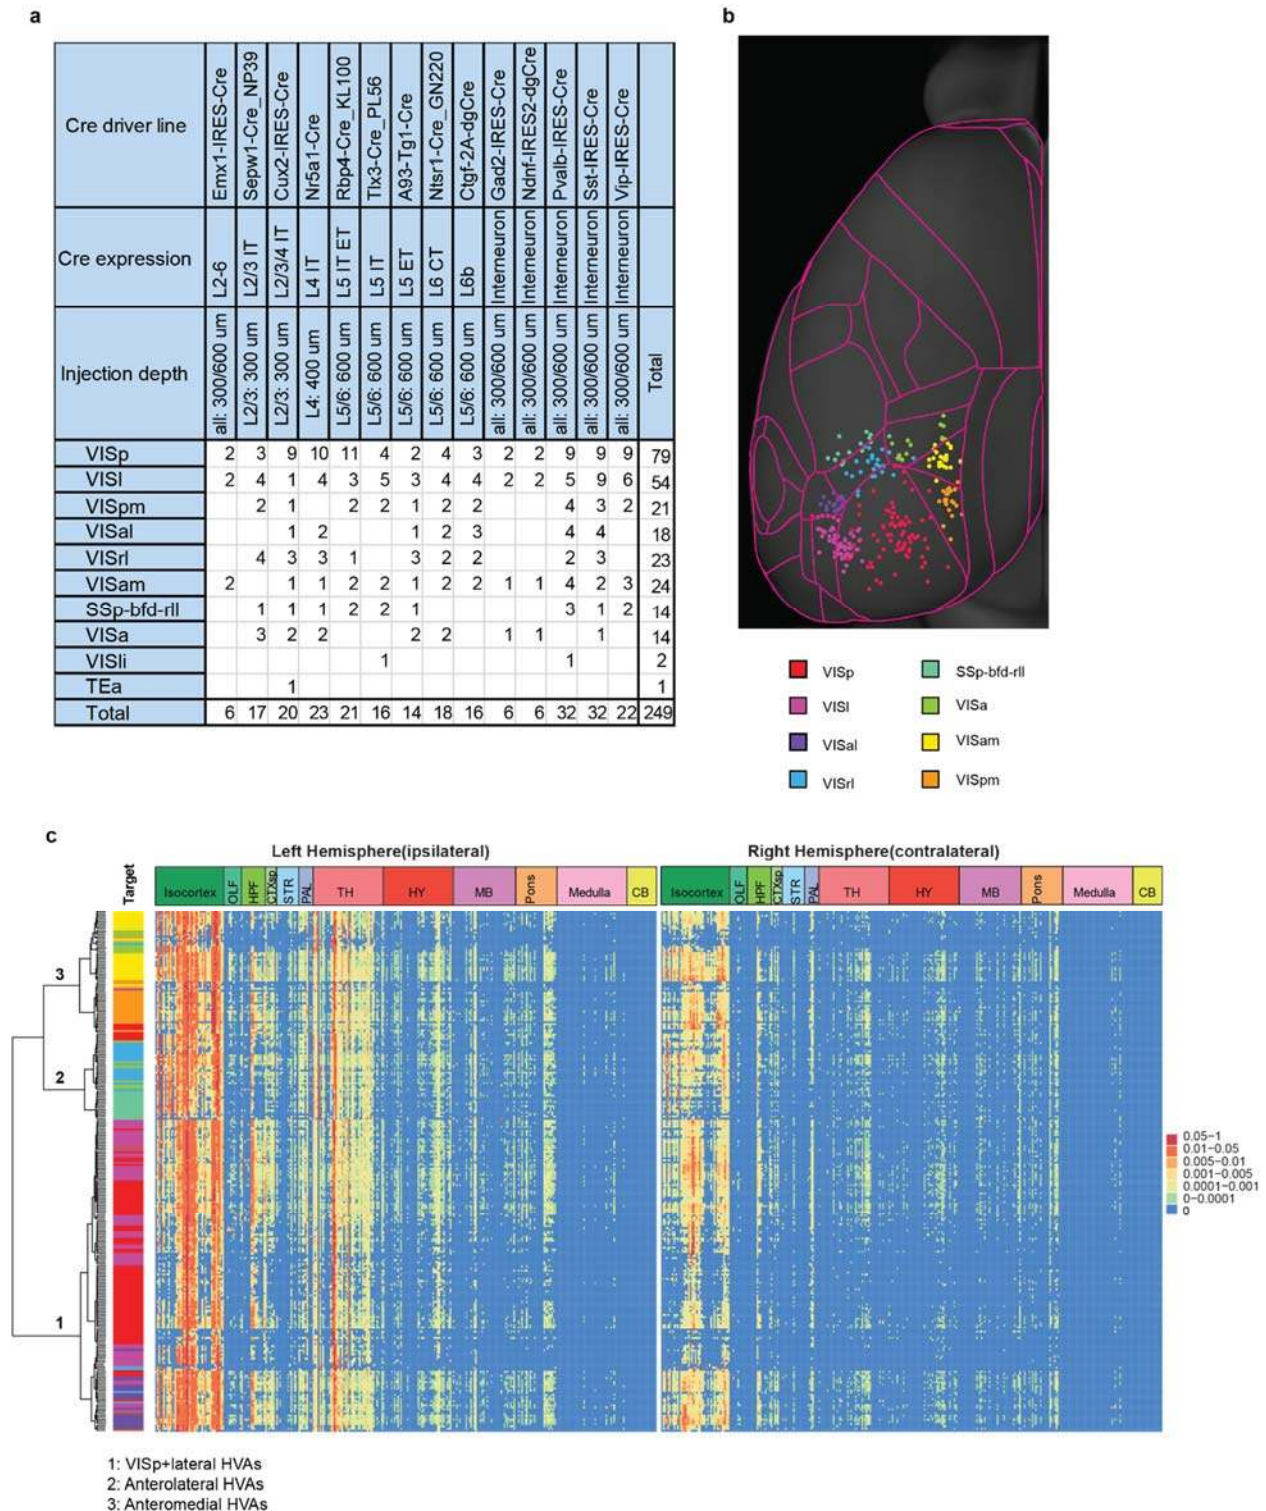 a
Cre driver line Emx1-IRES-Cre Sepw1-Cre_NP39 Cux2-IRES-Cre Nr5a1-Cre Rbp4-Cre_KL100 Tlx3-Cre_PL56 A93-Tg1-Cre Ntsr1-Cre_GN220 Ctgf-2A-dgCre Gad2-IRES-Cre Ndnf-IRES2-dgCre Pvalb-IRES-Cre Sst-IRES-Cre Vip-IRES-Cre
Cre expression L2-6 L2/3 IT L2/3/4 IT L4 IT L5 IT ET L5 IT L5 ET L6 CT L6b Interneuron Interneuron Interneuron Interneuron Interneuron
Injection depth all: 300/600 um L2/3: 300 um L2/3: 300 um L4: 400 um L5/6: 600 um L5/6: 600 um L5/6: 600 um L5/6: 600 um L5/6: 600 um all: 300/600 um all: 300/600 um all: 300/600 um all: 300/600 um all: 300/600 um Total
VISp 2 3 9 10 11 4 2 4 3 2 2 9 9 9 79
VISl 2 4 1 4 3 5 3 4 4 2 2 5 9 6 54
VISpm 2 1 2 2 1 2 2 4 3 2 21
VISal 1 2 1 2 3 4 4 18
VISrl 4 3 3 1 3 2 2 2 3 23
VISam 2 1 1 2 2 1 2 2 1 1 4 2 3 24
SSp-bfd-rll 1 1 1 2 2 1 3 1 2 14
VISa 3 2 2 2 2 1 1 1 14
VISli 1 1 2
TEa 1 1
Total 6 17 20 23 21 16 14 18 16 6 6 32 32 22 249
b
VISp
VISl
VISal
VISrl
SSp-bfd-rll
VISa
VISam
VISpm
c
Target
Left Hemisphere(ipsilateral)
Isocortex OLF HPF CTXsp STR PAL TH HY MB Pons Medulla CB
Right Hemisphere(contralateral)
Isocortex OLF HPF CTXsp STR PAL TH HY MB Pons Medulla CB
3
2
1
0.05-1
0.01-0.05
0.005-0.01
0.001-0.005
0.0001-0.001
0-0.0001
0
1: VISp+lateral HVAs
2: Anterolateral HVAs
3: Anteromedial HVAs